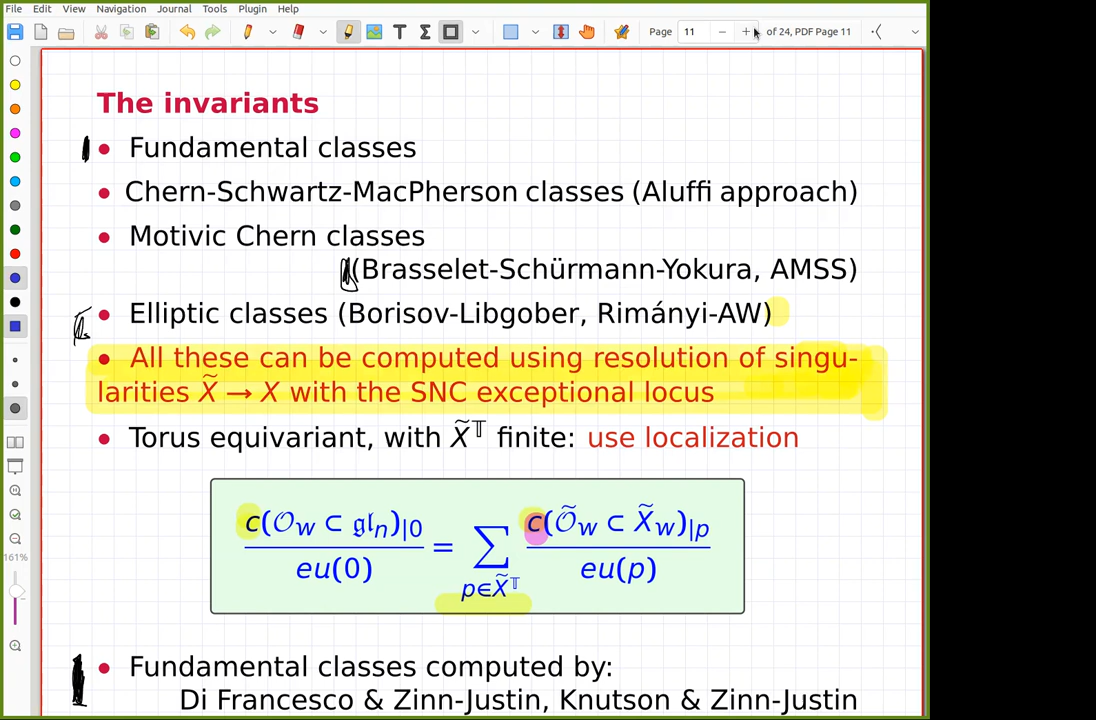 File Edit View Navigation Journal Tools Plugin Help
Page 11 − + of 24, PDF Page 11
The invariants
• Fundamental classes
• Chern-Schwartz-MacPherson classes (Aluffi approach)
• Motivic Chern classes
(Brasselet-Schürmann-Yokura, AMSS)
• Elliptic classes (Borisov-Libgober, Rimányi-AW)
• All these can be computed using resolution of singu-
larities X̃ → X with the SNC exceptional locus
• Torus equivariant, with X̃^𝕋 finite: use localization
c(𝒪_w ⊂ 𝔤𝔩_n)_{|0} / eu(0) = ∑_{p∈X̃^𝕋} c(𝒪̃_w ⊂ X̃_w)_{|p} / eu(p)
• Fundamental classes computed by:
Di Francesco & Zinn-Justin, Knutson & Zinn-Justin
161%